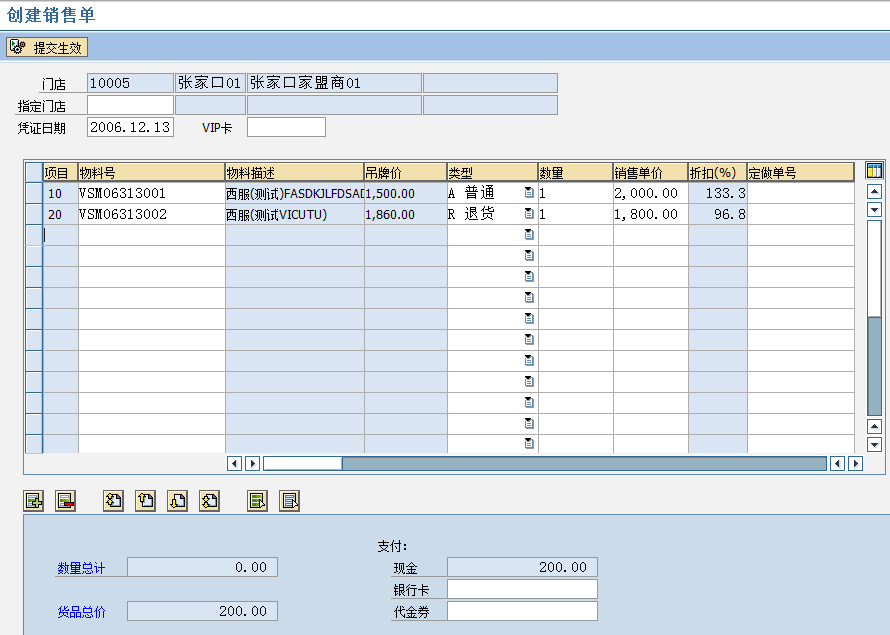 创建销售单
提交生效
门店 10005 张家口01 张家口家盟商01
指定门店
凭证日期 2006.12.13 VIP卡
项目 物料号 物料描述 吊牌价 类型 数量 销售单价 折扣(%) 定做单号
10 VSM06313001 西服(测试)FASDKJLFDSAD 1,500.00 A 普通 1 2,000.00 133.3
20 VSM06313002 西服(测试VICUTU) 1,860.00 R 退货 1 1,800.00 96.8
支付:
数量总计 0.00 现金 200.00
银行卡
货品总价 200.00 代金券